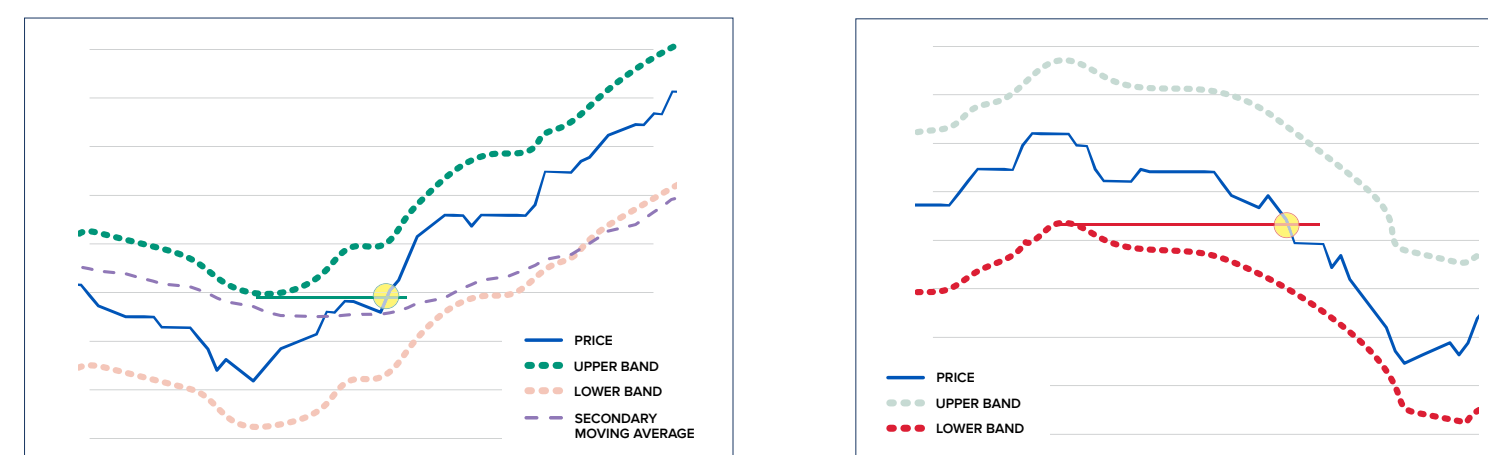 PRICE
UPPER BAND
LOWER BAND
SECONDARY
MOVING AVERAGE
PRICE
UPPER BAND
LOWER BAND